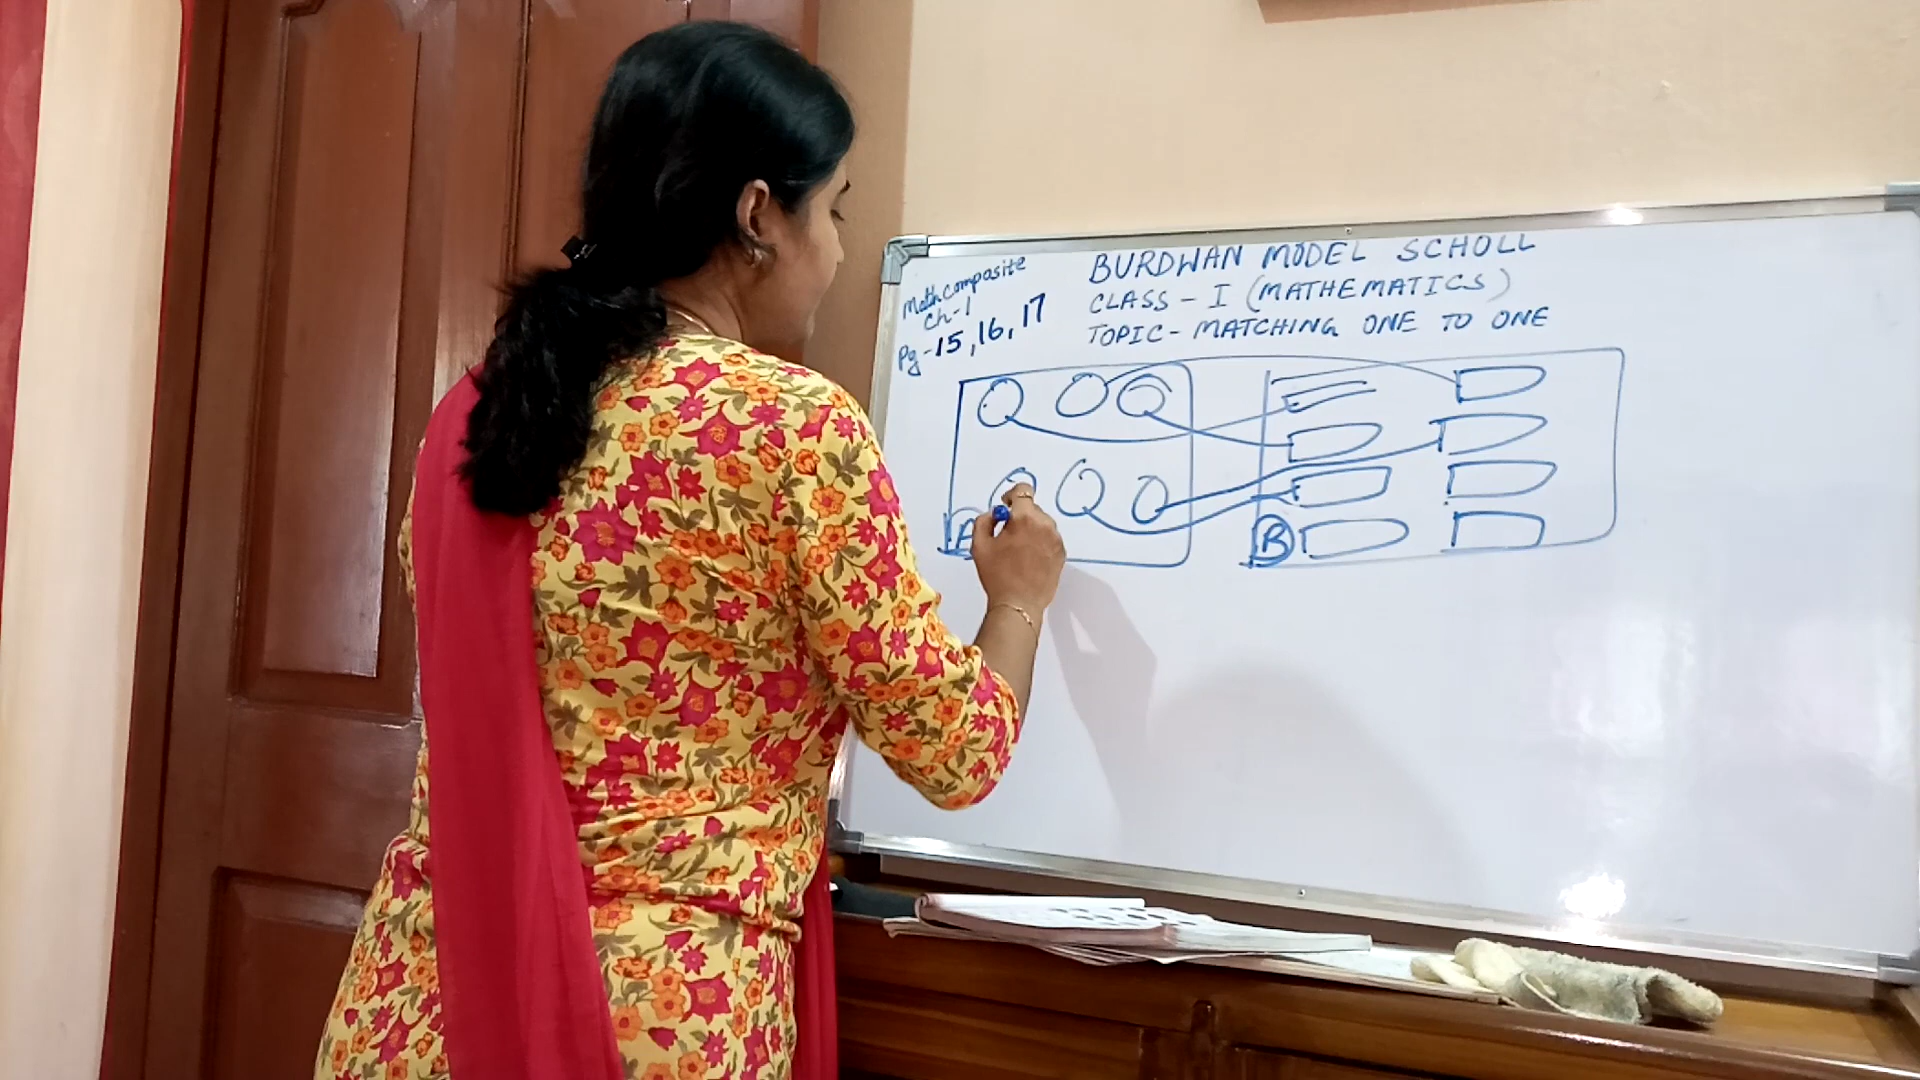 Math composite
Ch-1
Pg-15, 16, 17
BURDWAN MODEL SCHOLL
CLASS - I (MATHEMATICS)
TOPIC - MATCHING ONE TO ONE
A
B